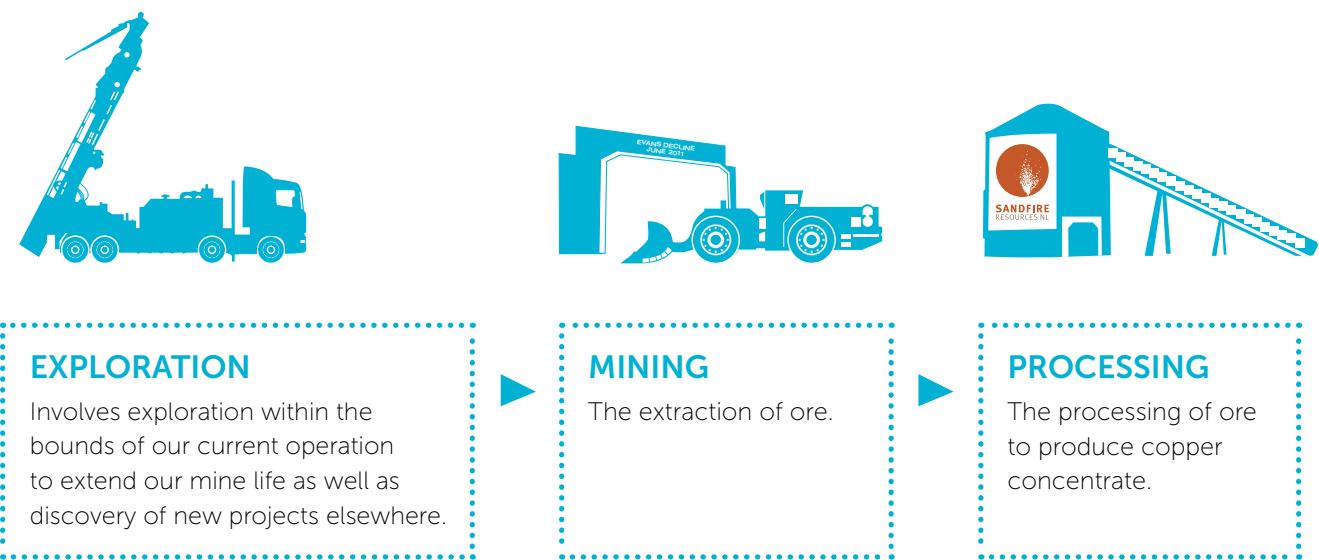 EVANS DECLINE
JUNE 2011
SANDFIRE
RESOURCES NL
EXPLORATION
Involves exploration within the
bounds of our current operation
to extend our mine life as well as
discovery of new projects elsewhere.
MINING
The extraction of ore.
PROCESSING
The processing of ore
to produce copper
concentrate.